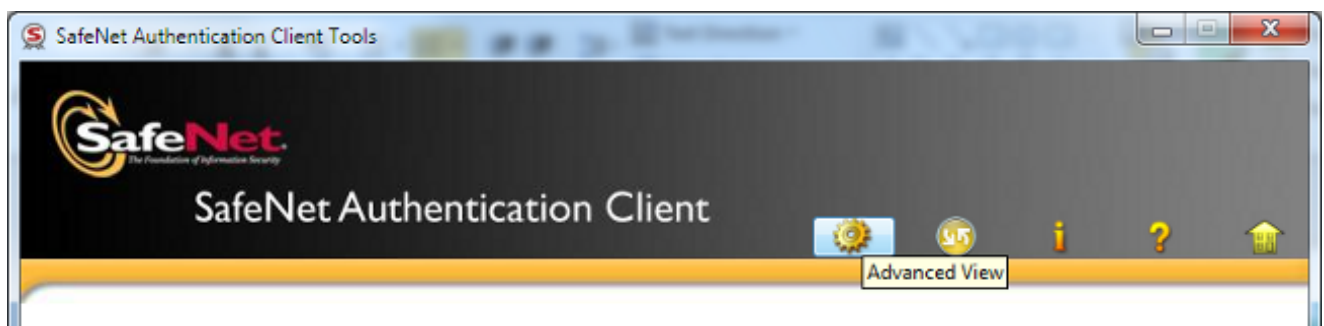 SafeNet Authentication Client Tools
SafeNet.
The Foundation of Information Security
SafeNet Authentication Client
Advanced View